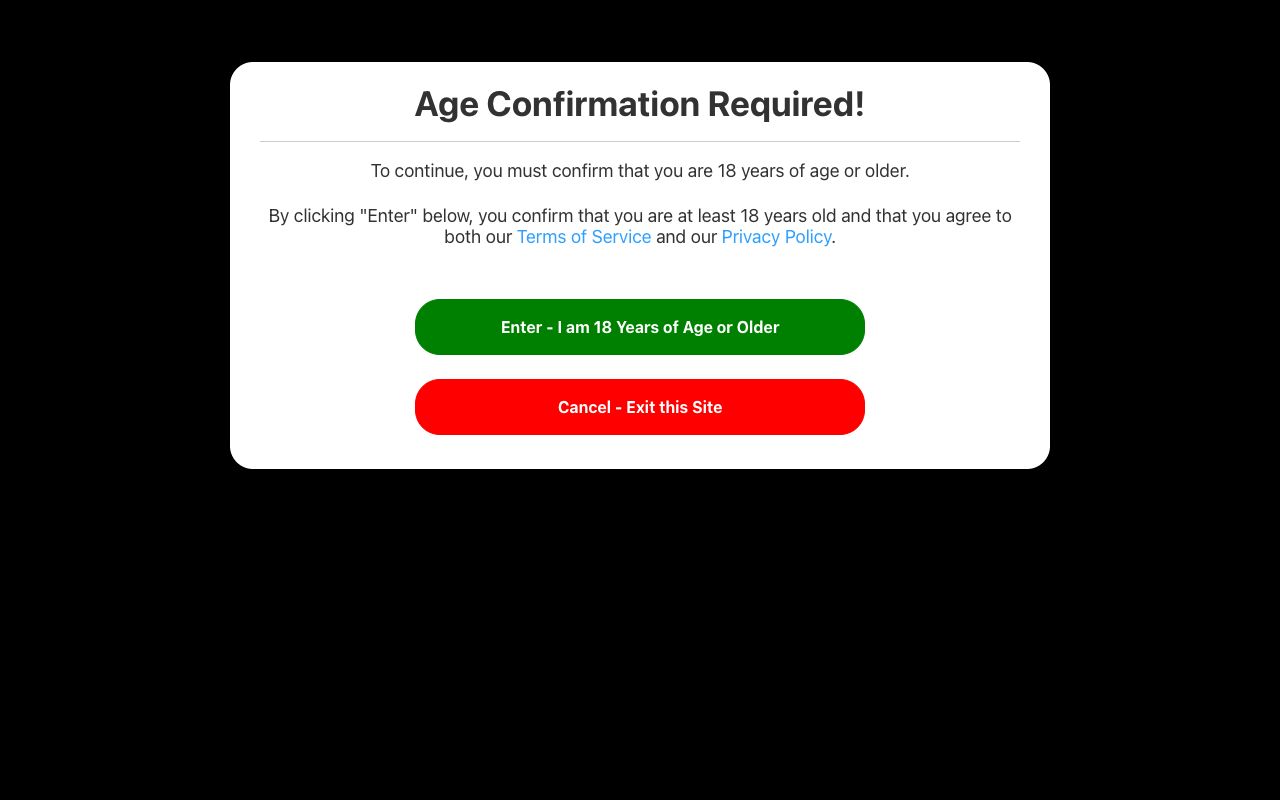 Age Confirmation Required!
To continue, you must confirm that you are 18 years of age or older.
By clicking "Enter" below, you confirm that you are at least 18 years old and that you agree to
both our Terms of Service and our Privacy Policy.
Enter - I am 18 Years of Age or Older
Cancel - Exit this Site